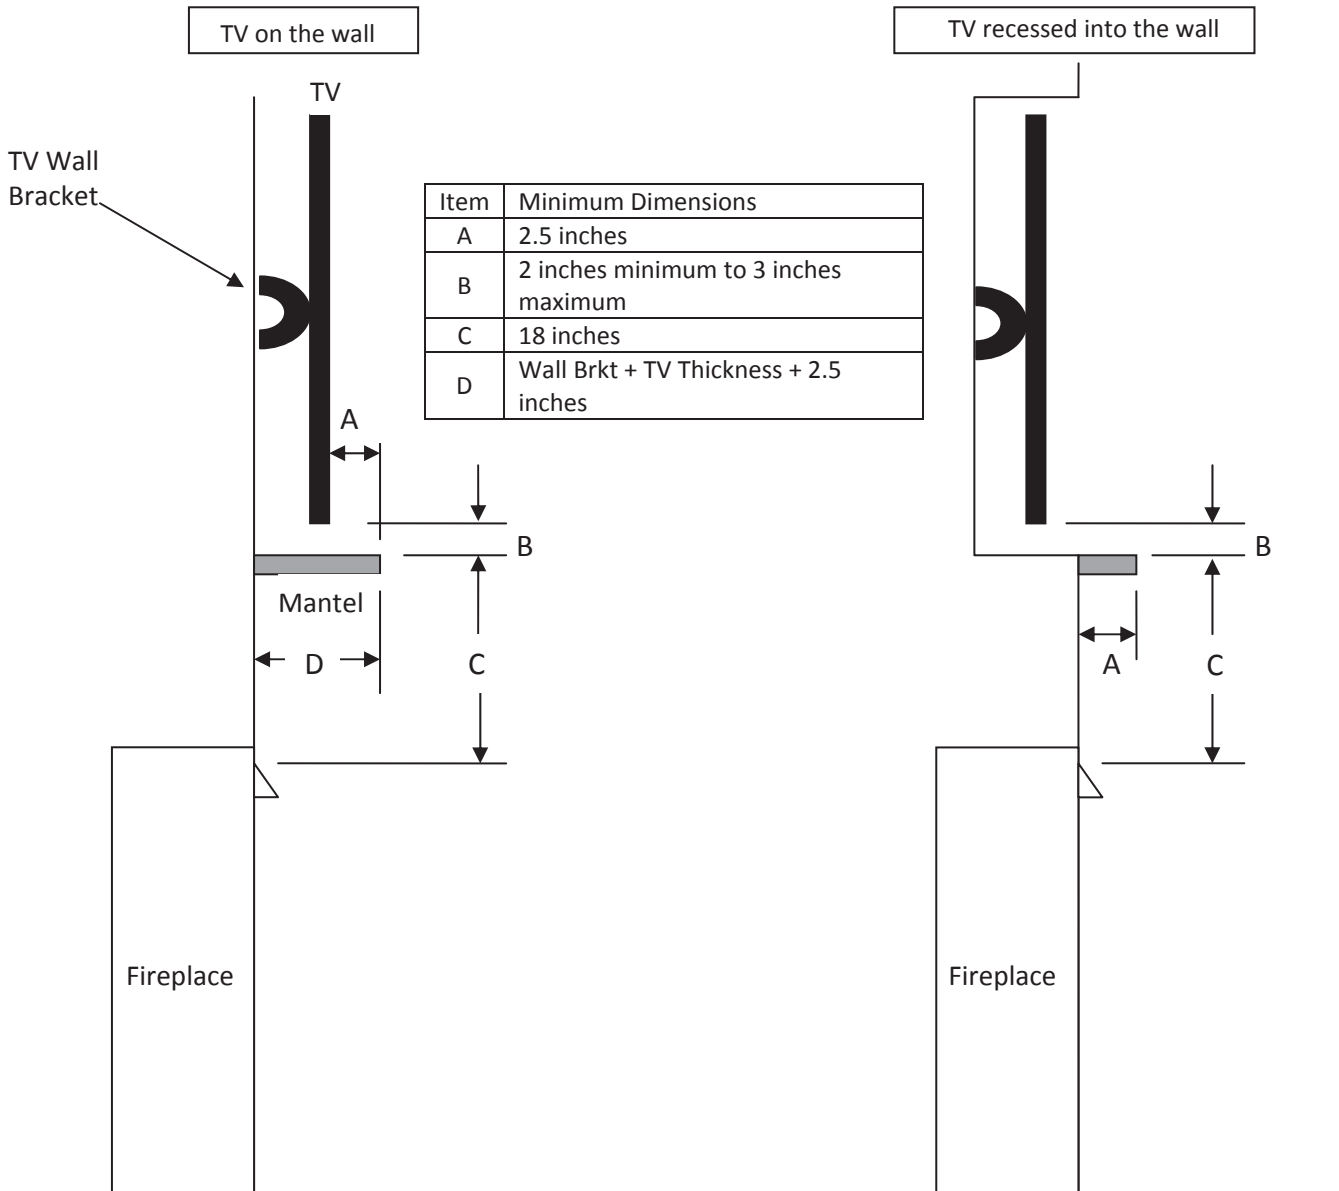 TV on the wall
TV recessed into the wall
TV
TV Wall
Bracket
Item Minimum Dimensions
A 2.5 inches
B 2 inches minimum to 3 inches
maximum
C 18 inches
D Wall Brkt + TV Thickness + 2.5
inches
A
B
Mantel
D
C
Fireplace
B
A
C
Fireplace